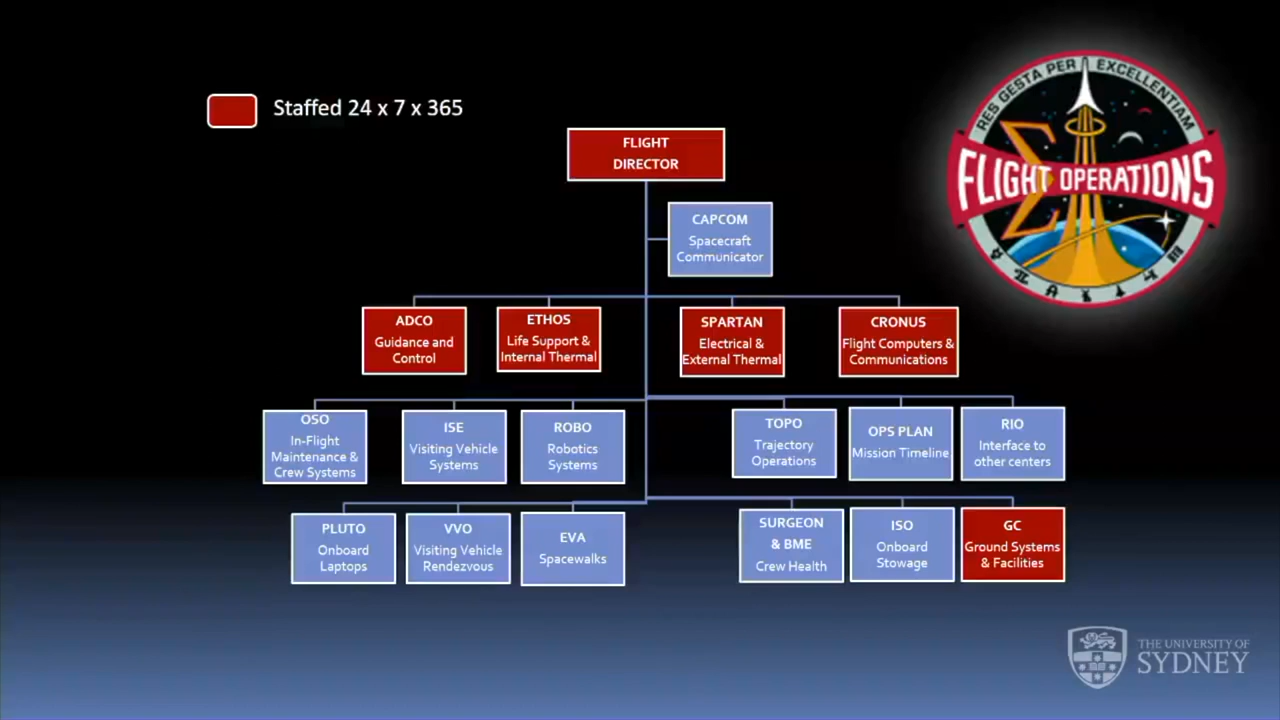 RES GESTA PER EXCELLENTIAM
FLIGHT OPERATIONS
Staffed 24 x 7 x 365
FLIGHT
DIRECTOR
CAPCOM
Spacecraft
Communicator
ADCO
Guidance and
Control
ETHOS
Life Support &
Internal Thermal
SPARTAN
Electrical &
External Thermal
CRONUS
Flight Computers &
Communications
OSO
In-Flight
Maintenance &
Crew Systems
ISE
Visiting Vehicle
Systems
ROBO
Robotics
Systems
TOPO
Trajectory
Operations
OPS PLAN
Mission Timeline
RIO
Interface to
other centers
PLUTO
Onboard
Laptops
VVO
Visiting Vehicle
Rendezvous
EVA
Spacewalks
SURGEON
& BME
Crew Health
ISO
Onboard
Stowage
GC
Ground Systems
& Facilities
THE UNIVERSITY OF
SYDNEY